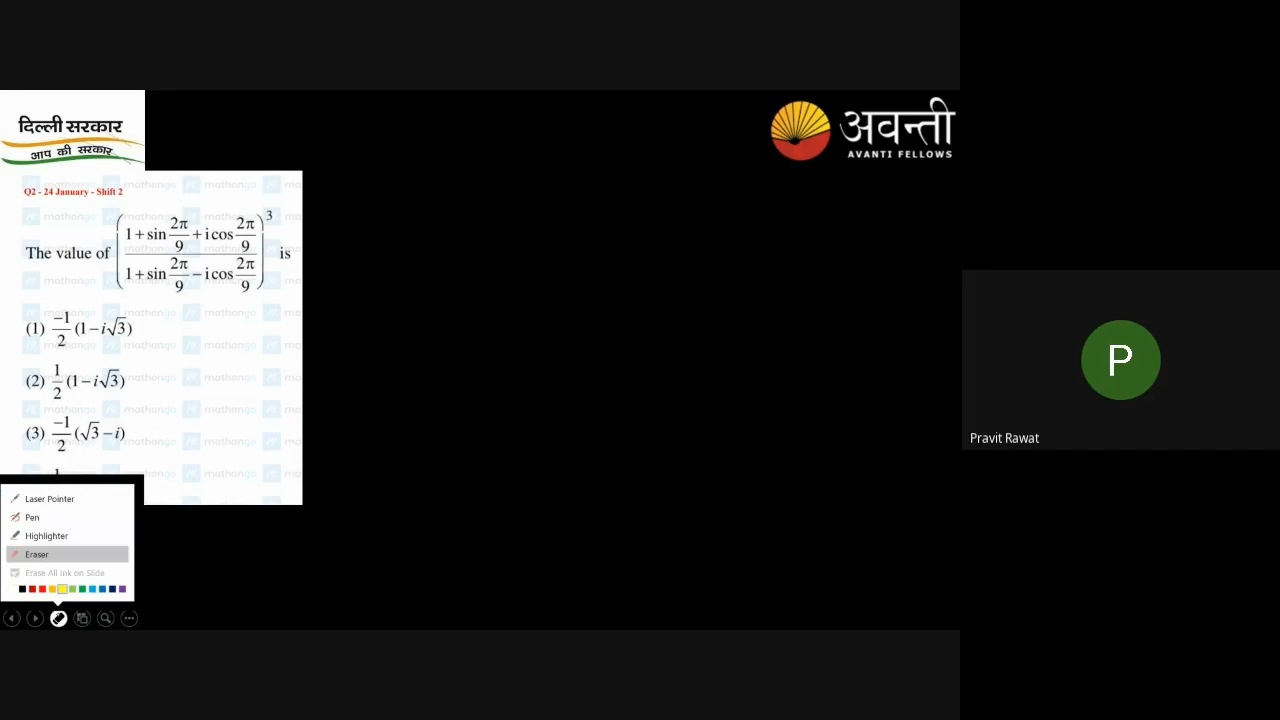 दिल्ली सरकार
आप की सरकार
अवन्ती
AVANTI FELLOWS
Q2 - 24 January - Shift 2
The value of ((1 + sin 2π/9 + i cos 2π/9) / (1 + sin 2π/9 − i cos 2π/9))³ is
(1) −1/2 (1 − i√3)
(2) 1/2 (1 − i√3)
(3) −1/2 (√3 − i)
Laser Pointer
Pen
Highlighter
Eraser
Erase All Ink on Slide
P
Pravit Rawat